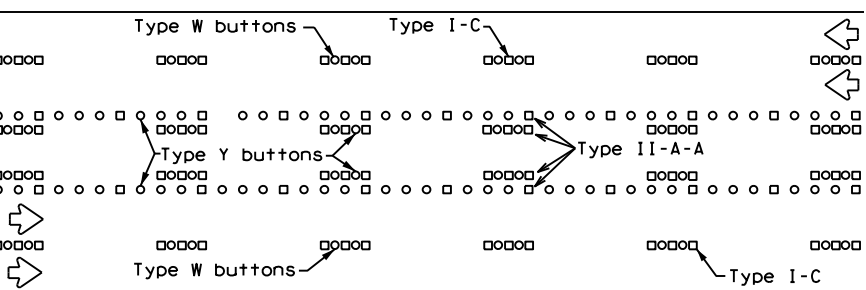 Type W buttons
Type I-C
Type Y buttons
Type II-A-A
Type W buttons
Type I-C